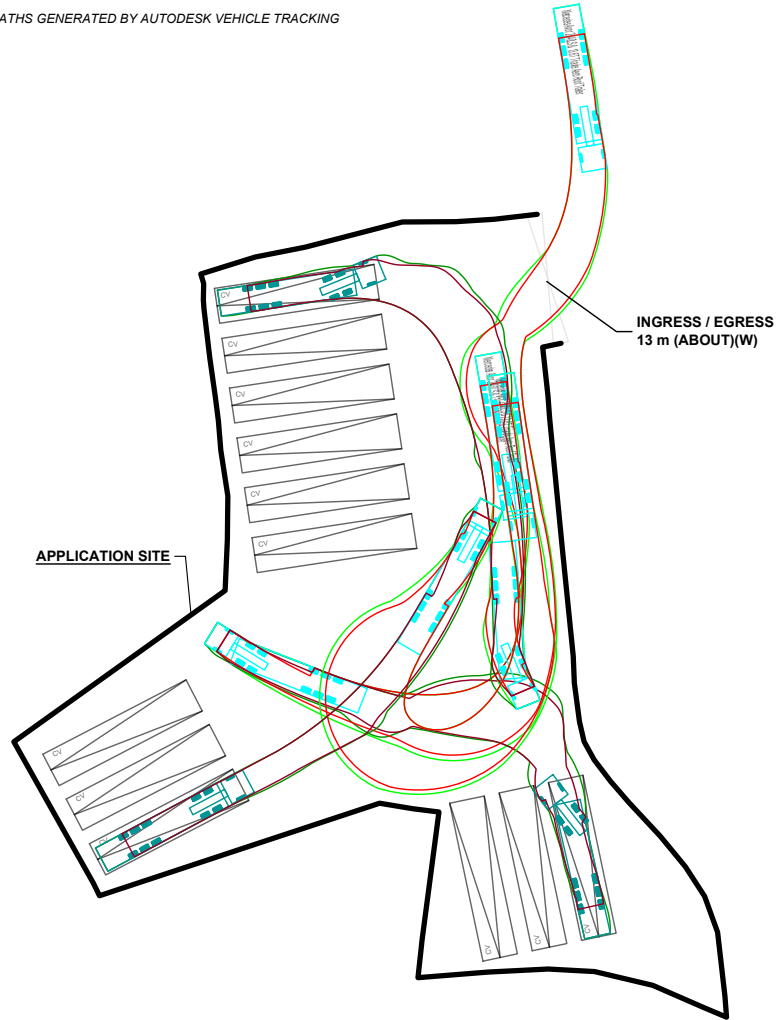 ATHS GENERATED BY AUTODESK VEHICLE TRACKING
INGRESS / EGRESS
13 m (ABOUT)(W)
CV
CV
CV
CV
CV
CV
APPLICATION SITE
CV
CV
CV
CV
CV
CV